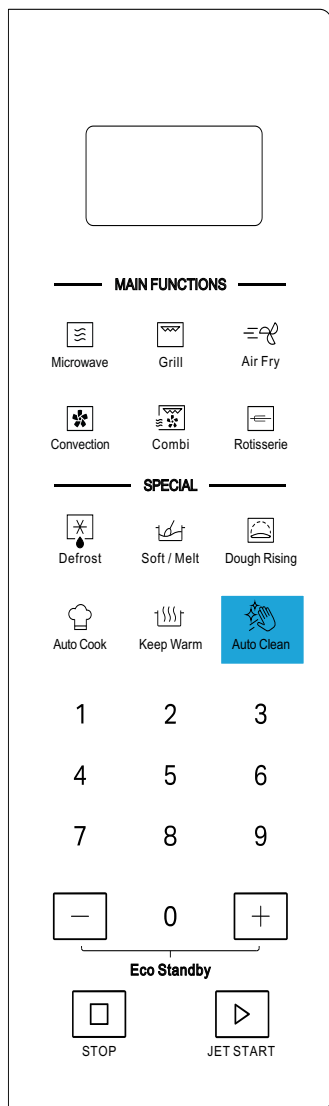 MAIN FUNCTIONS
Microwave Grill Air Fry
Convection Combi Rotisserie
SPECIAL
Defrost Soft / Melt Dough Rising
Auto Cook Keep Warm Auto Clean
1 2 3
4 5 6
7 8 9
− 0 +
Eco Standby
STOP JET START